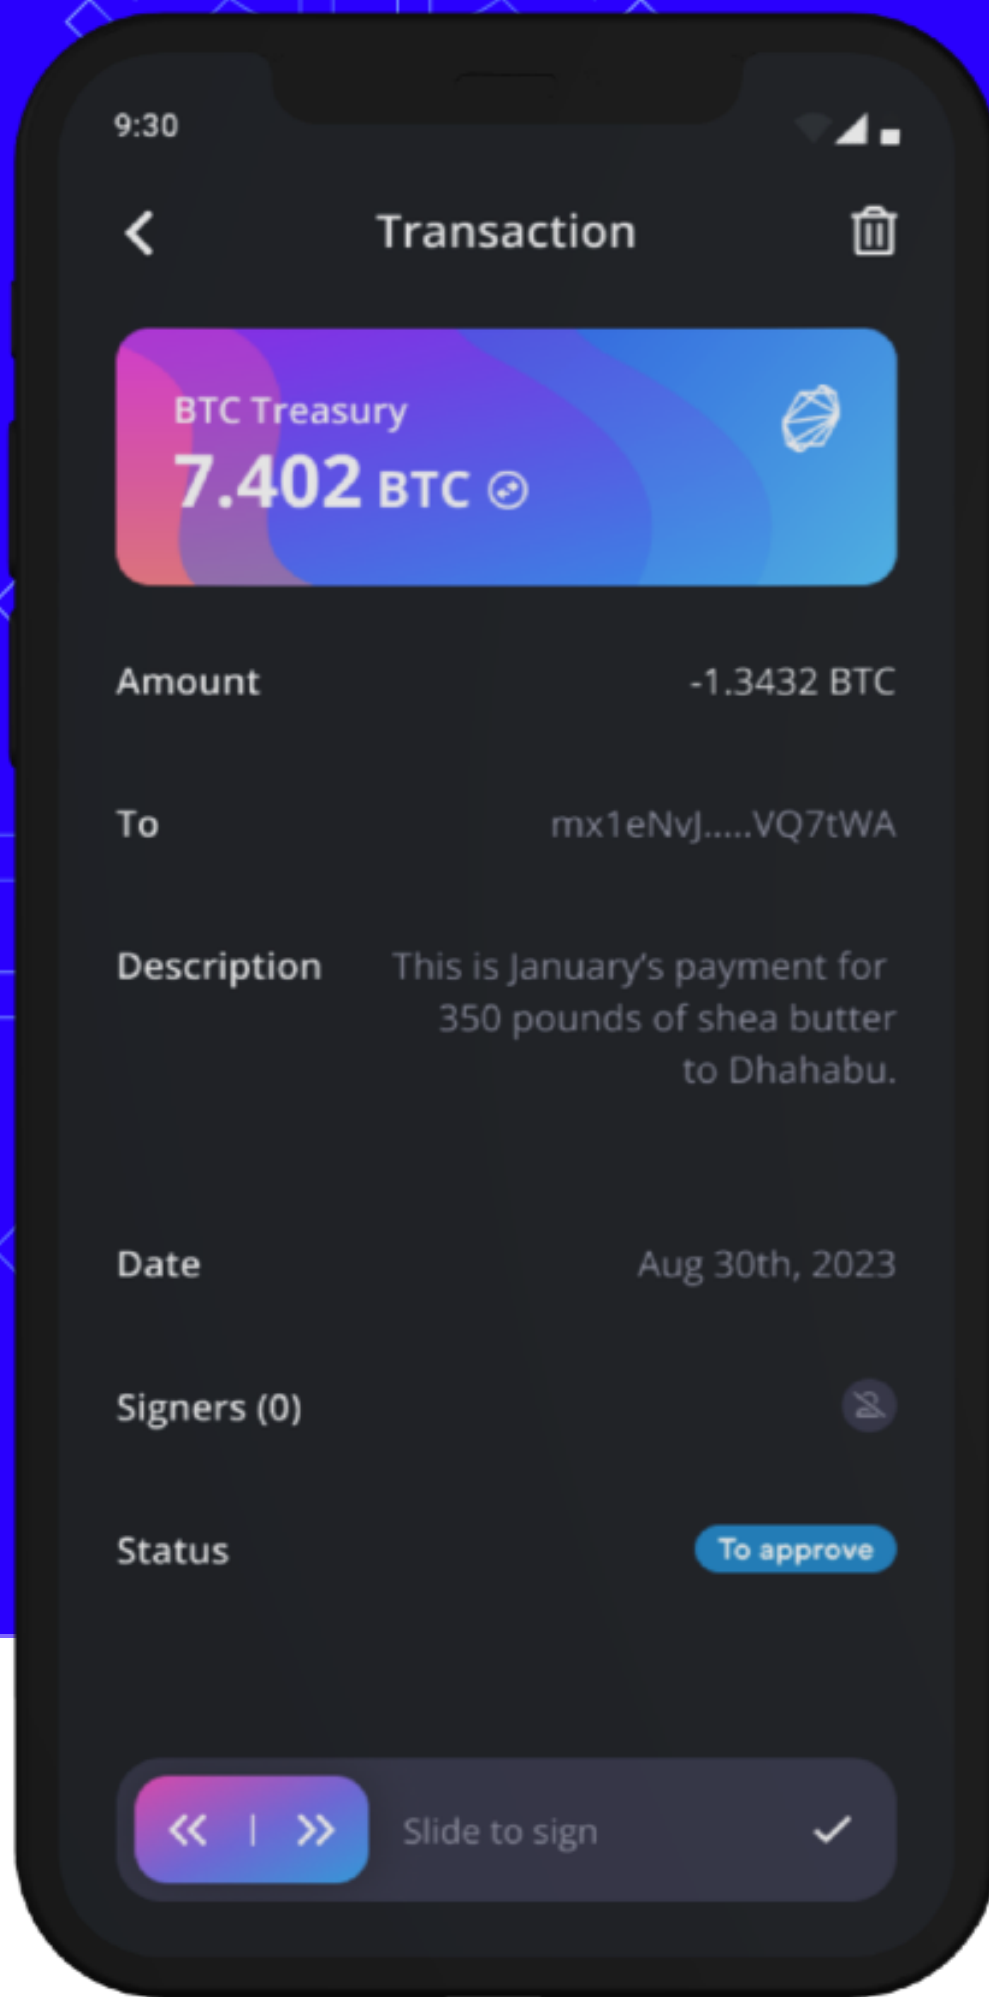 9:30
Transaction
BTC Treasury
7.402 BTC
Amount
-1.3432 BTC
To
mx1eNvJ.....VQ7tWA
Description
This is January’s payment for
350 pounds of shea butter
to Dhahabu.
Date
Aug 30th, 2023
Signers (0)
Status
To approve
Slide to sign